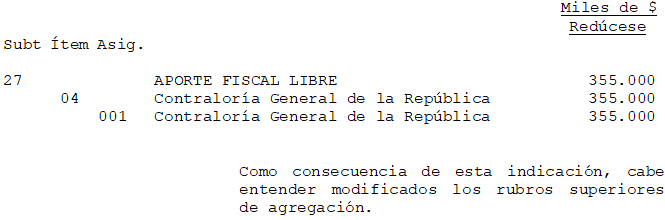 Miles de $
Redúcese
Subt Ítem Asig.
27 APORTE FISCAL LIBRE 355.000
04 Contraloría General de la República 355.000
001 Contraloría General de la República 355.000
Como consecuencia de esta indicación, cabe
entender modificados los rubros superiores
de agregación.